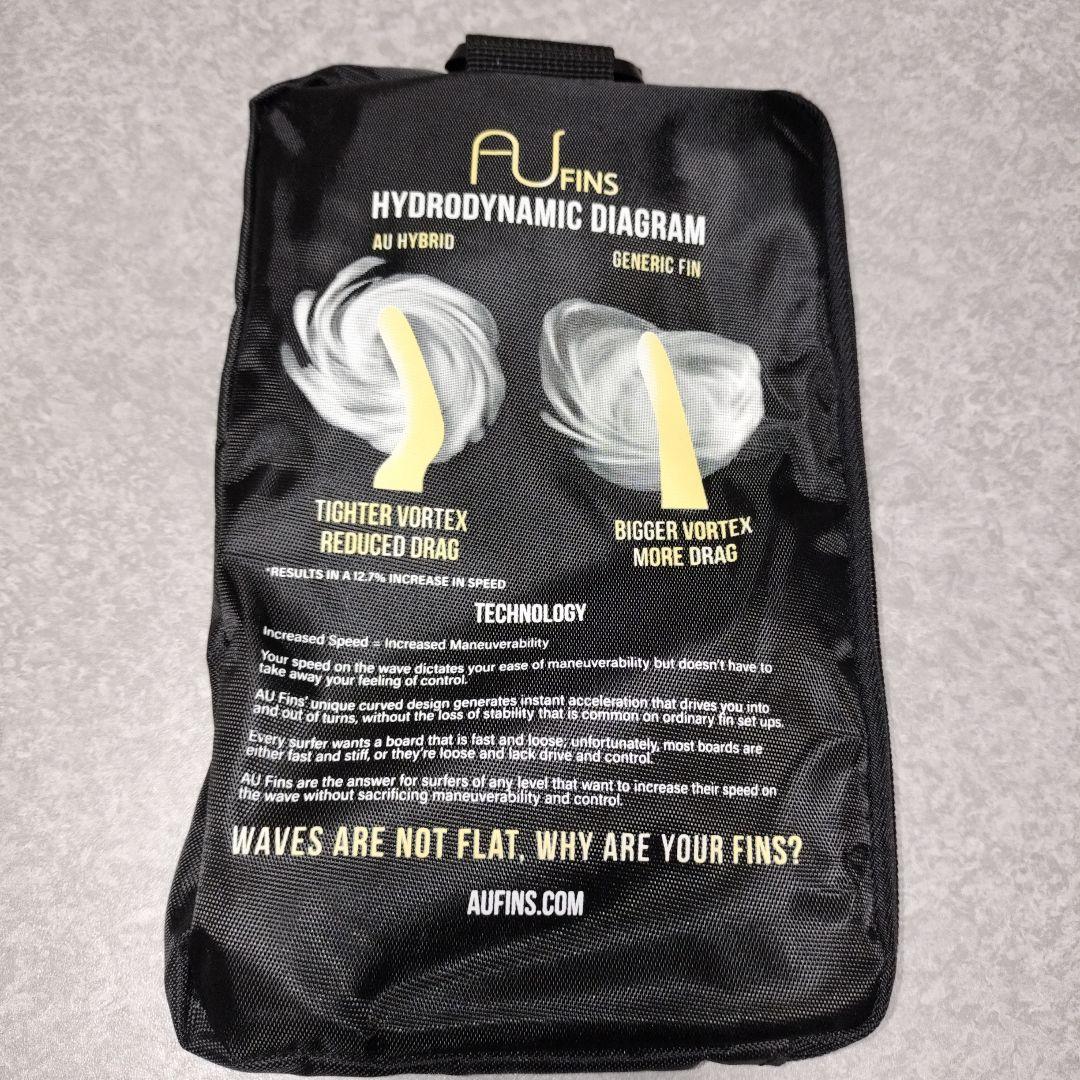 AU FINS
HYDRODYNAMIC DIAGRAM
AU HYBRID
GENERIC FIN
TIGHTER VORTEX
REDUCED DRAG
BIGGER VORTEX
MORE DRAG
*RESULTS IN A 12.7% INCREASE IN SPEED
TECHNOLOGY
Increased Speed = Increased Maneuverability
Your speed on the wave dictates your ease of maneuverability but doesn't have to
take away your feeling of control.
AU Fins' unique curved design generates instant acceleration that drives you into
and out of turns, without the loss of stability that is common on ordinary fin set ups.
Every surfer wants a board that is fast and loose; unfortunately, most boards are
either fast and stiff, or they're loose and lack drive and control.
AU Fins are the answer for surfers of any level that want to increase their speed on
the wave without sacrificing maneuverability and control.
WAVES ARE NOT FLAT, WHY ARE YOUR FINS?
AUFINS.COM